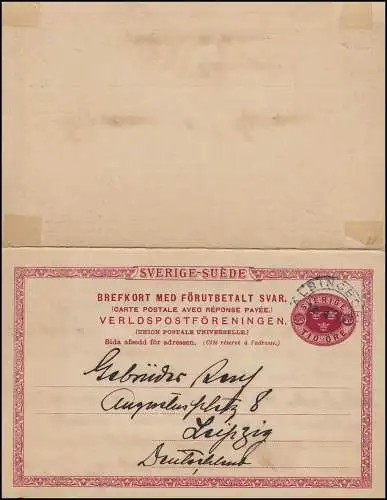 SVERIGE-SUÈDE
BREFKORT MED FÖRUTBETALT SVAR.
(CARTE POSTALE AVEC RÉPONSE PAYÉE.)
VERLDSPOSTFÖRENINGEN.
(UNION POSTALE UNIVERSELLE.)
Bida afsedd för adressen. (Côté réservé à l'adresse.)
SVERIGE
TIO ÖRE
Gebrüder
Augustusplatz 8
Leipzig
Deutschland